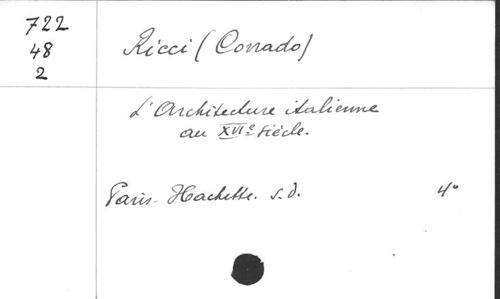 722
48
2
Ricci (Corrado)
L'Architecture italienne
au XVIe siècle.
Paris - Hachette. s.d. 4°